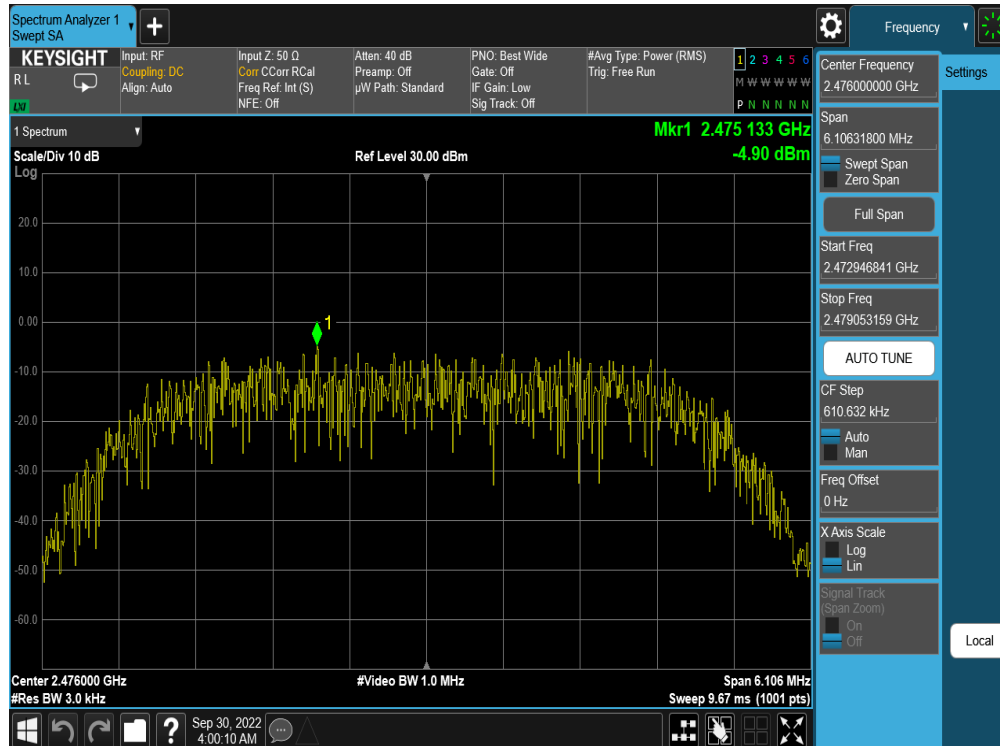 Spectrum Analyzer 1
Swept SA
+
Frequency
KEYSIGHT
R L
LXI
Input: RF
Coupling: DC
Align: Auto
Input Z: 50 Ω
Corr CCorr RCal
Freq Ref: Int (S)
NFE: Off
Atten: 40 dB
Preamp: Off
µW Path: Standard
PNO: Best Wide
Gate: Off
IF Gain: Low
Sig Track: Off
#Avg Type: Power (RMS)
Trig: Free Run
1 2 3 4 5 6
M W W W W W
P N N N N N
1 Spectrum
Mkr1 2.475 133 GHz
-4.90 dBm
Scale/Div 10 dB
Ref Level 30.00 dBm
Log
20.0
10.0
0.00
1
-10.0
-20.0
-30.0
-40.0
-50.0
-60.0
Center 2.476000 GHz
#Video BW 1.0 MHz
Span 6.106 MHz
#Res BW 3.0 kHz
Sweep 9.67 ms (1001 pts)
?
Sep 30, 2022
4:00:10 AM
Center Frequency
2.476000000 GHz
Settings
Span
6.10631800 MHz
Swept Span
Zero Span
Full Span
Start Freq
2.472946841 GHz
Stop Freq
2.479053159 GHz
AUTO TUNE
CF Step
610.632 kHz
Auto
Man
Freq Offset
0 Hz
X Axis Scale
Log
Lin
Signal Track
(Span Zoom)
On
Off
Local